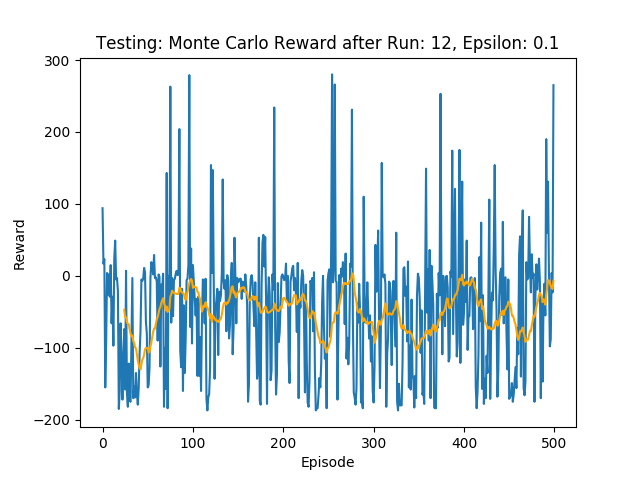 Testing: Monte Carlo Reward after Run: 12, Epsilon: 0.1
300
200
100
0
−100
−200
Reward
0 100 200 300 400 500
Episode